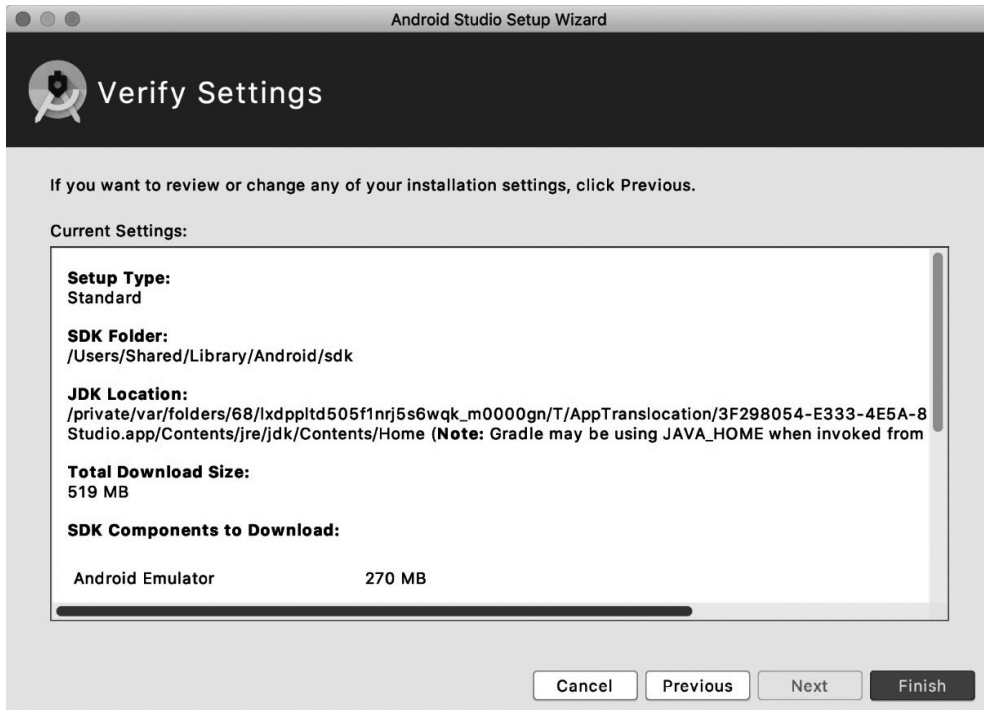 Android Studio Setup Wizard
Verify Settings
If you want to review or change any of your installation settings, click Previous.
Current Settings:
Setup Type:
Standard
SDK Folder:
/Users/Shared/Library/Android/sdk
JDK Location:
/private/var/folders/68/lxdppltd505f1nrj5s6wqk_m0000gn/T/AppTranslocation/3F298054-E333-4E5A-8
Studio.app/Contents/jre/jdk/Contents/Home (Note: Gradle may be using JAVA_HOME when invoked from
Total Download Size:
519 MB
SDK Components to Download:
Android Emulator 270 MB
Cancel Previous Next Finish